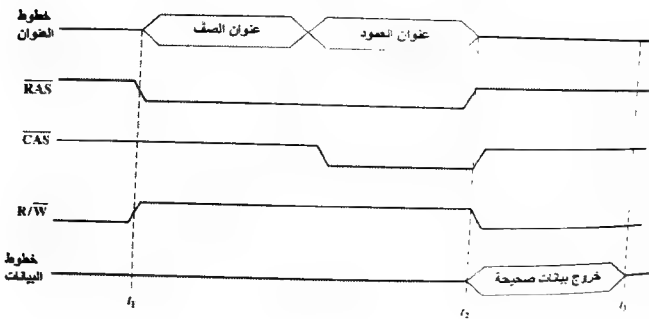 خطوط
العنوان
عنوان الصف
عنوان العمود
RAS
CAS
R/W
خطوط
البيانات
خروج بيانات صحيحة
t1
t2
t3